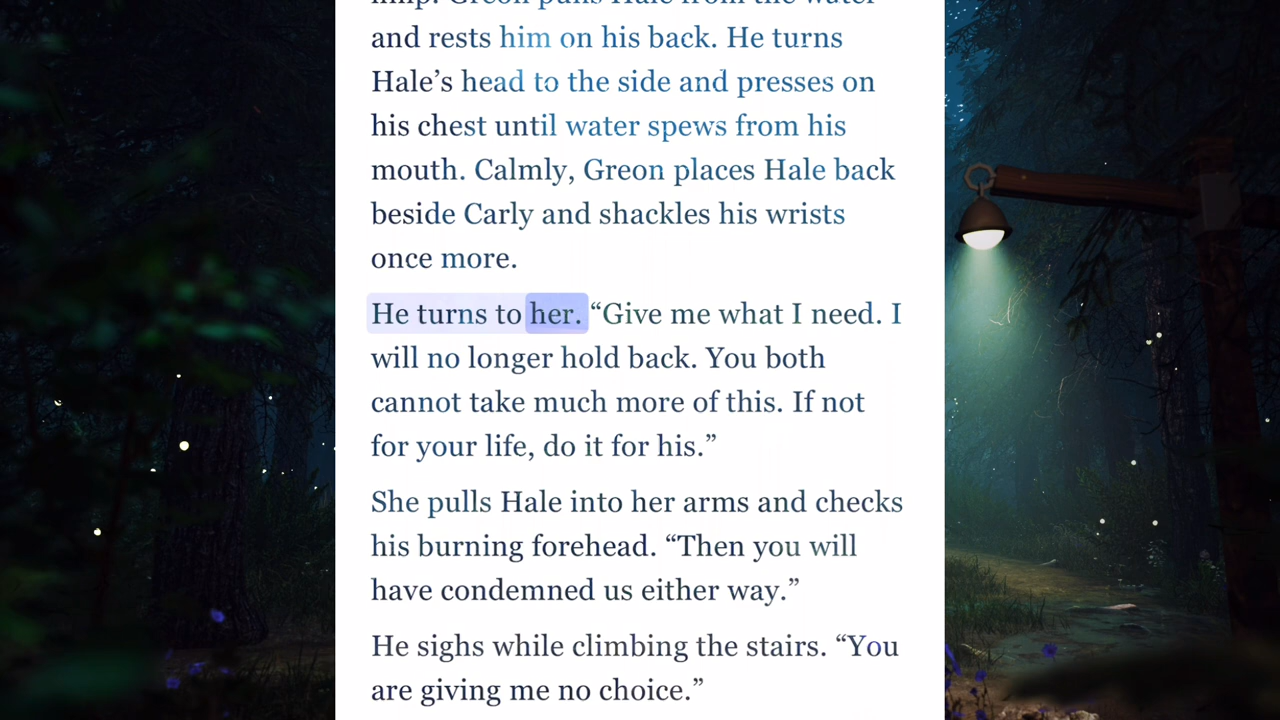 and rests him on his back. He turns
Hale’s head to the side and presses on
his chest until water spews from his
mouth. Calmly, Greon places Hale back
beside Carly and shackles his wrists
once more.
He turns to her. “Give me what I need. I
will no longer hold back. You both
cannot take much more of this. If not
for your life, do it for his.”
She pulls Hale into her arms and checks
his burning forehead. “Then you will
have condemned us either way.”
He sighs while climbing the stairs. “You
are giving me no choice.”